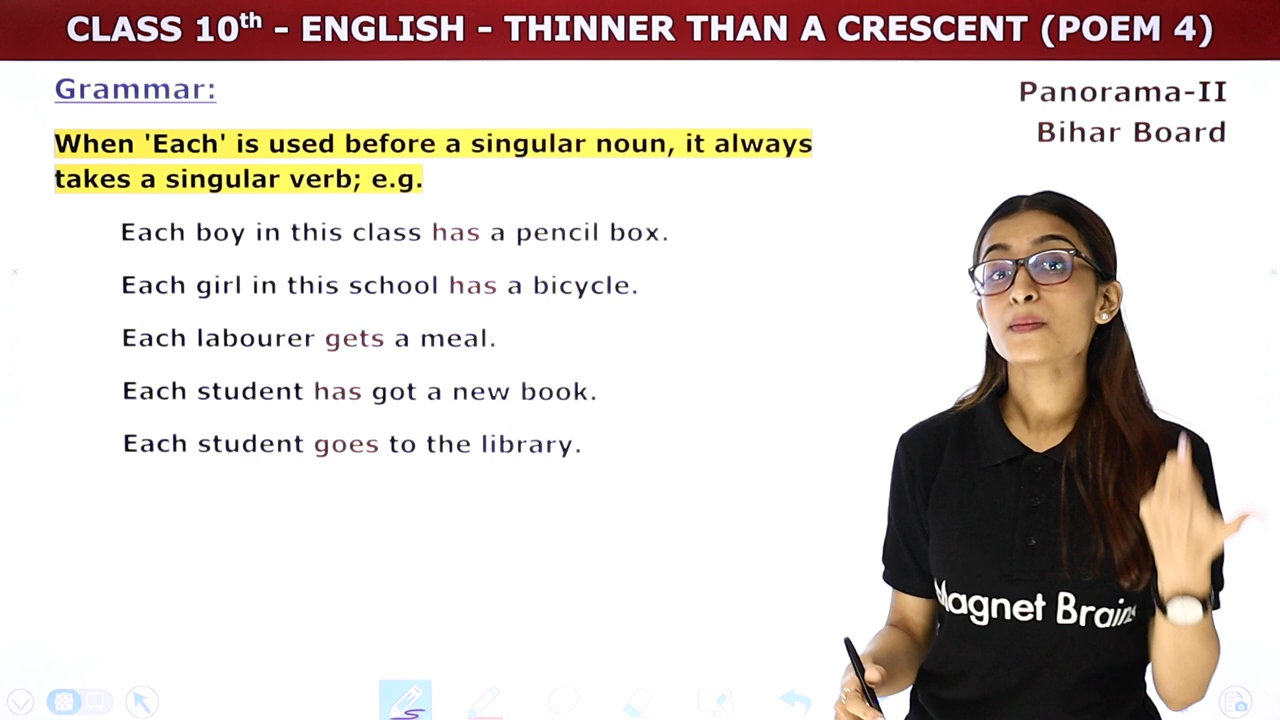 CLASS 10th - ENGLISH - THINNER THAN A CRESCENT (POEM 4)
Grammar:
Panorama-II
Bihar Board
When 'Each' is used before a singular noun, it always
takes a singular verb; e.g.
Each boy in this class has a pencil box.
Each girl in this school has a bicycle.
Each labourer gets a meal.
Each student has got a new book.
Each student goes to the library.
Magnet Brains